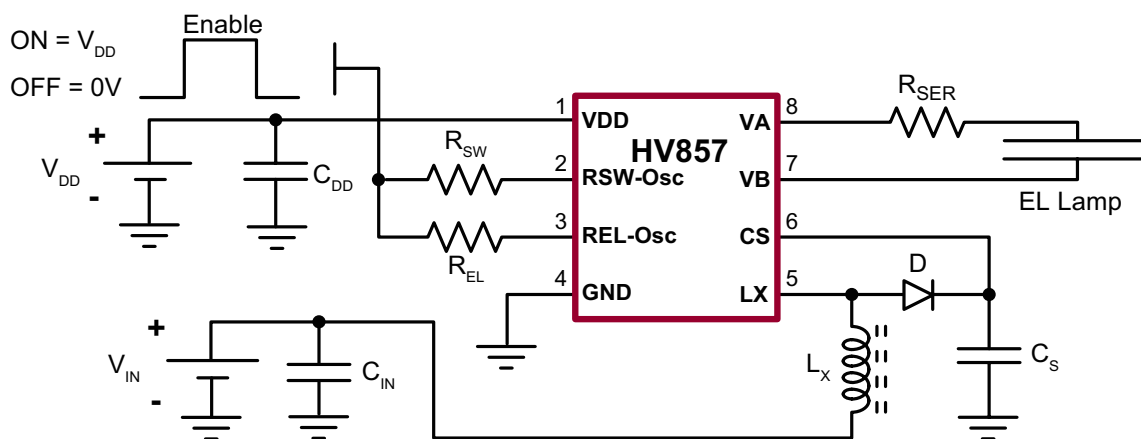 Enable
ON = VDD
OFF = 0V
+
VDD
-
CDD
RSW
REL
1
2
3
4
VDD
RSW-Osc
REL-Osc
GND
HV857
VA
VB
CS
LX
8
7
6
5
RSER
EL Lamp
D
LX
CS
+
VIN
-
CIN